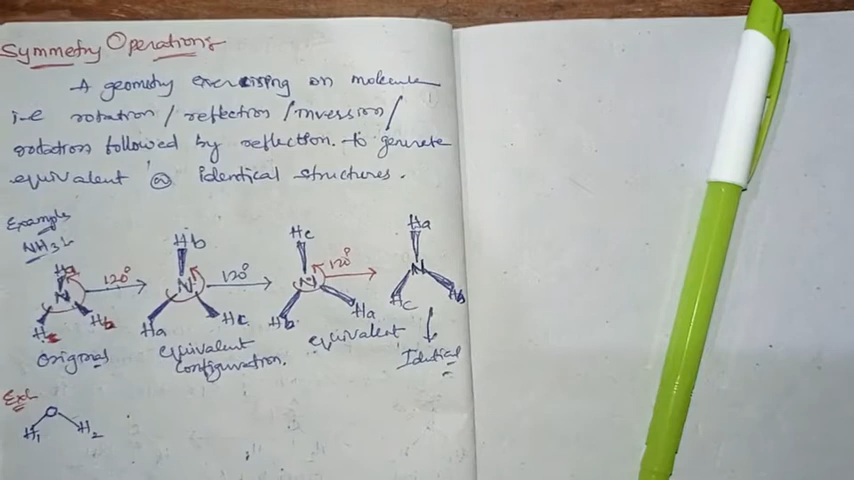 Symmetry Operations
A geometry exercising on molecule
i-e rotation / reflection / inversion /
rotation followed by reflection. to generate
equivalent or identical structures.
Example
NH3
Ha Hb Hc Ha
120° 120° 120°
N N N N
Hc Hb Ha Hc Hb Ha Hc Hb
Original equivalent configuration. equivalent Identical
Ex:
O
H1 H2